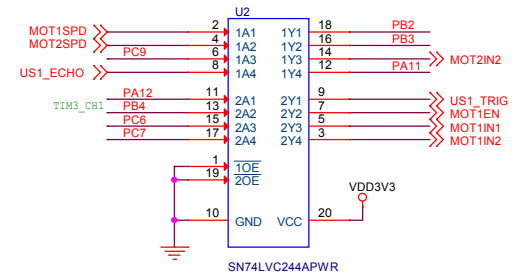 U2
MOT1SPD 2 1A1 1Y1 18 PB2
MOT2SPD 4 1A2 1Y2 16 PB3
PC9 6 1A3 1Y3 14 MOT2IN2
US1_ECHO 8 1A4 1Y4 12 PA11
PA12 11 2A1 2Y1 9 US1_TRIG
TIM3_CH1 PB4 13 2A2 2Y2 7 MOT1EN
PC6 15 2A3 2Y3 5 MOT1IN1
PC7 17 2A4 2Y4 3 MOT1IN2
1 1OE
19 2OE
VDD3V3
10 GND VCC 20
SN74LVC244APWR